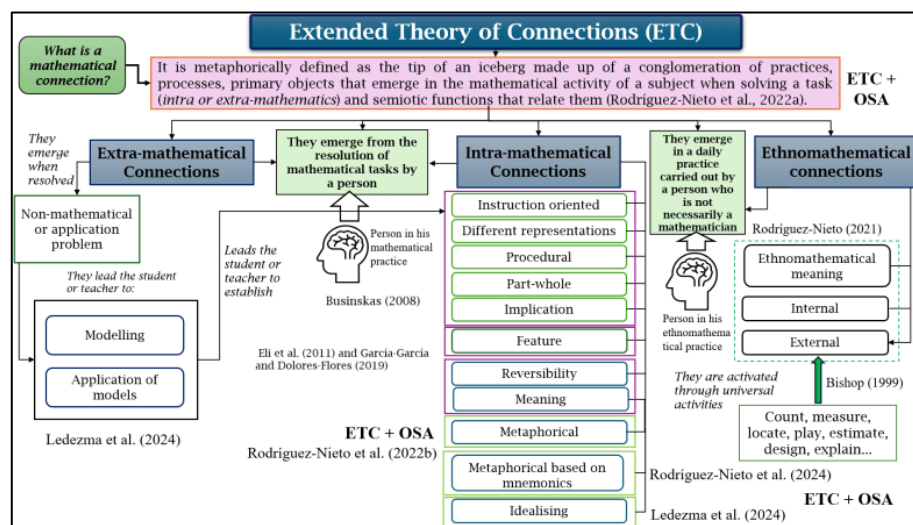 Extended Theory of Connections (ETC)
What is a
mathematical
connection?
It is metaphorically defined as the tip of an iceberg made up of a conglomeration of practices,
processes, primary objects that emerge in the mathematical activity of a subject when solving a task
(intra or extra-mathematics) and semiotic functions that relate them (Rodríguez-Nieto et al., 2022a).
ETC +
OSA
They
emerge
when
resolved
Extra-mathematical
Connections
They emerge from the
resolution of
mathematical tasks by
a person
Intra-mathematical
Connections
They emerge
in a daily
practice
carried out by
a person who
is not
necessarily a
mathematician
Ethnomathematical
connections
Non-mathematical
or application
problem
They lead the student
or teacher to:
Modelling
Application of
models
Ledezma et al. (2024)
Leads the
student or
teacher to
establish
Person in his
mathematical
practice
Businskas (2008)
Eli et al. (2011) and García-García
and Dolores-Flores (2019)
ETC + OSA
Rodriguez-Nieto et al. (2022b)
Instruction oriented
Different representations
Procedural
Part-whole
Implication
Feature
Reversibility
Meaning
Metaphorical
Metaphorical based on
mnemonics
Idealising
Rodríguez-Nieto et al. (2024)
Ledezma et al. (2024)
Person in his
ethnomathema
tical practice
Rodríguez-Nieto (2021)
Ethnomathematical
meaning
Internal
External
They are activated
through universal
activities
Bishop (1999)
Count, measure,
locate, play, estimate,
design, explain...
ETC + OSA